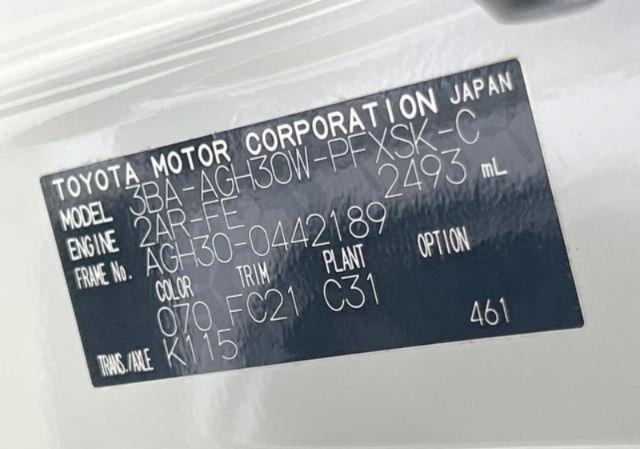 TOYOTA MOTOR CORPORATION JAPAN
MODEL 3BA-AGH30W-PFXSK-C
ENGINE 2AR-FE 2493 mL
FRAME No. AGH30-0442189
COLOR TRIM PLANT OPTION
070 FC21 C31
TRANS./AXLE K115 461